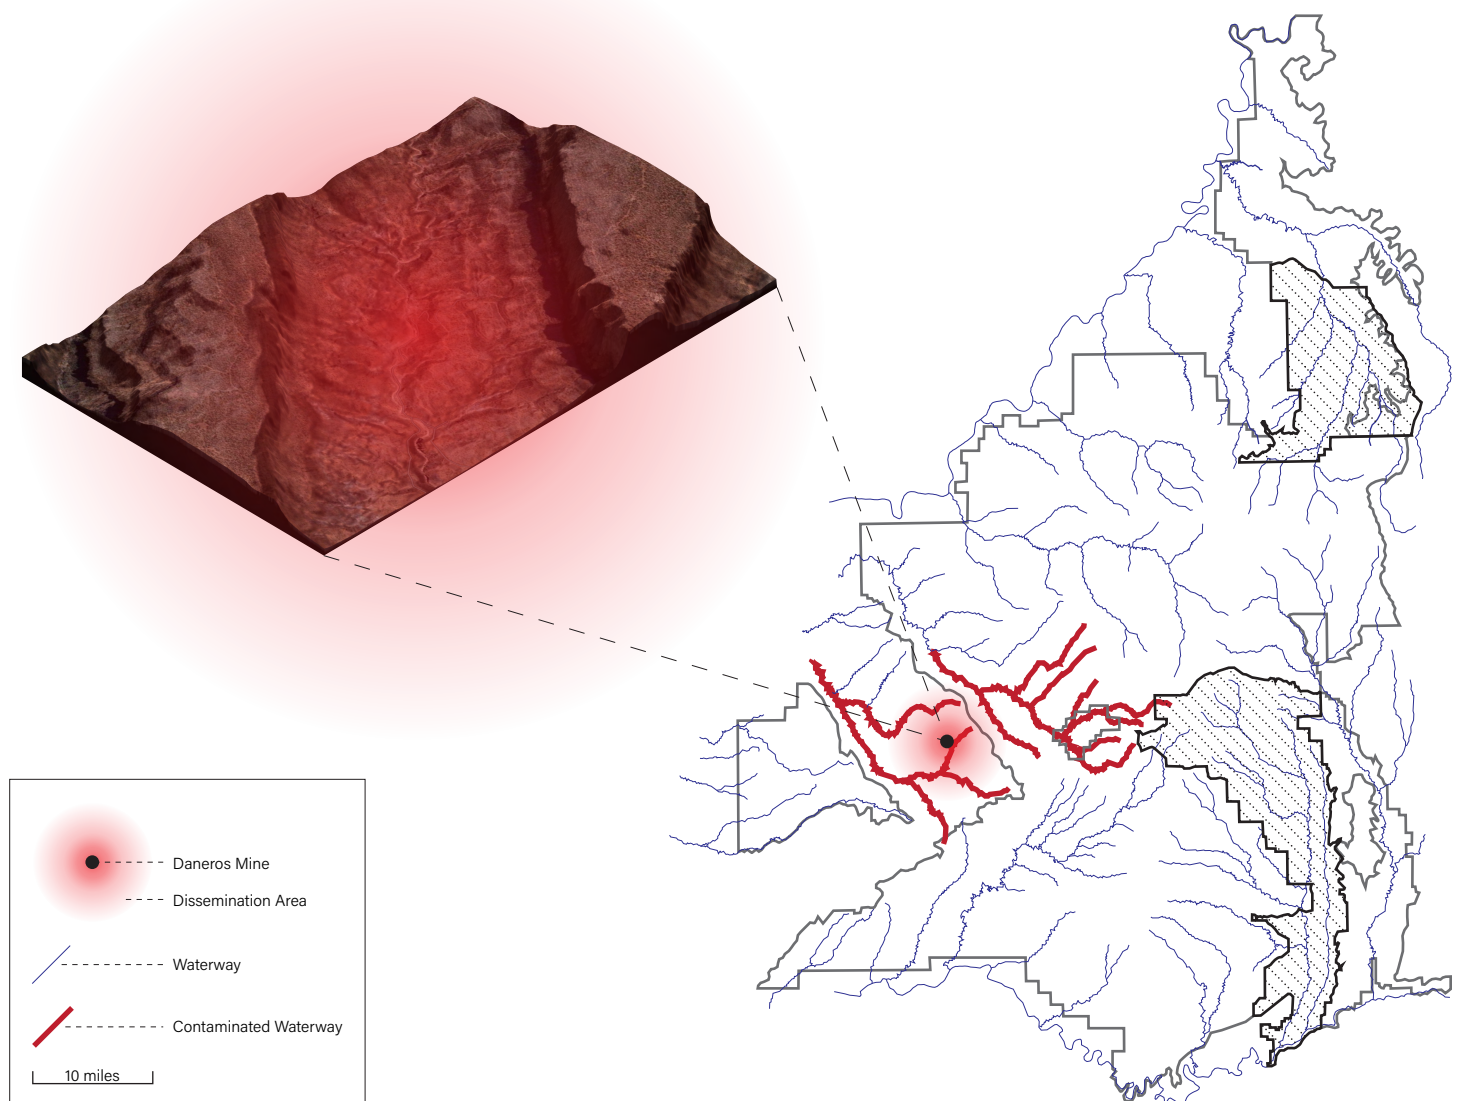 Daneros Mine
Dissemination Area
Waterway
Contaminated Waterway
10 miles